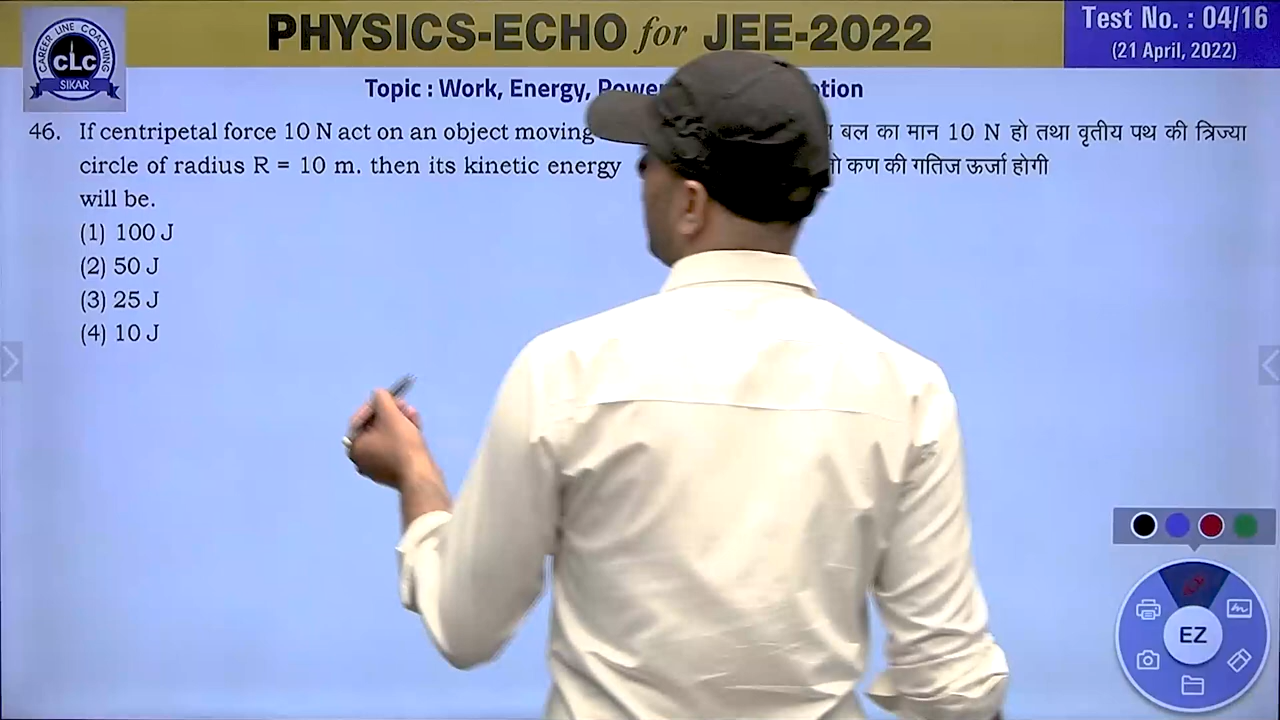 PHYSICS-ECHO for JEE-2022
Test No. : 04/16
(21 April, 2022)
CAREER LINE COACHING
CLC
SIKAR
Topic : Work, Energy,
46. If centripetal force 10 N act on an object moving
circle of radius R = 10 m. then its kinetic energy
will be.
(1) 100 J
(2) 50 J
(3) 25 J
(4) 10 J
बल का मान 10 N हो तथा वृतीय पथ की त्रिज्या
कण की गतिज ऊर्जा होगी
EZ